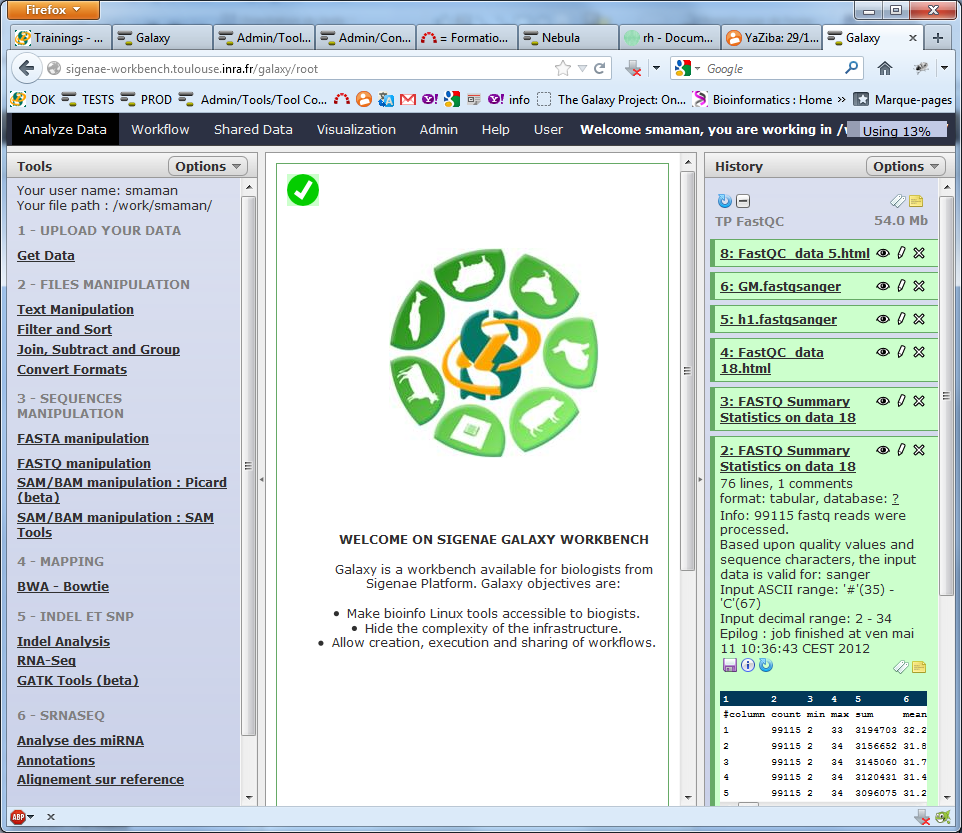 Firefox
Trainings - ...
Galaxy
Admin/Tool...
Admin/Con...
= Formatio...
Nebula
rh - Docum...
YaZiba: 29/1...
Galaxy
sigenae-workbench.toulouse.inra.fr/galaxy/root
Google
DOK
TESTS
PROD
Admin/Tools/Tool Co...
info
The Galaxy Project: On...
Bioinformatics : Home
»
Marque-pages
Analyze Data
Workflow
Shared Data
Visualization
Admin
Help
User
Welcome smaman, you are working in /
Using 13%
Tools
Options
Your user name: smaman
Your file path : /work/smaman/
1 - UPLOAD YOUR DATA
Get Data
2 - FILES MANIPULATION
Text Manipulation
Filter and Sort
Join, Subtract and Group
Convert Formats
3 - SEQUENCES
MANIPULATION
FASTA manipulation
FASTQ manipulation
SAM/BAM manipulation : Picard
(beta)
SAM/BAM manipulation : SAM
Tools
4 - MAPPING
BWA - Bowtie
5 - INDEL ET SNP
Indel Analysis
RNA-Seq
GATK Tools (beta)
6 - SRNASEQ
Analyse des miRNA
Annotations
Alignement sur reference
WELCOME ON SIGENAE GALAXY WORKBENCH
Galaxy is a workbench available for biologists from
Sigenae Platform. Galaxy objectives are:
• Make bioinfo Linux tools accessible to biogists.
• Hide the complexity of the infrastructure.
• Allow creation, execution and sharing of workflows.
History
Options
TP FastQC
54.0 Mb
8: FastQC_data 5.html
6: GM.fastqsanger
5: h1.fastqsanger
4: FastQC_data
18.html
3: FASTQ Summary
Statistics on data 18
2: FASTQ Summary
Statistics on data 18
76 lines, 1 comments
format: tabular, database: ?
Info: 99115 fastq reads were
processed.
Based upon quality values and
sequence characters, the input
data is valid for: sanger
Input ASCII range: '#'(35) -
'C'(67)
Input decimal range: 2 - 34
Epilog : job finished at ven mai
11 10:36:43 CEST 2012
1 2 3 4 5 6
#column count min max sum mean
1 99115 2 33 3194703 32.2
2 99115 2 34 3156652 31.8
3 99115 2 34 3145060 31.7
4 99115 2 34 3120431 31.4
5 99115 2 34 3096075 31.2
ABP